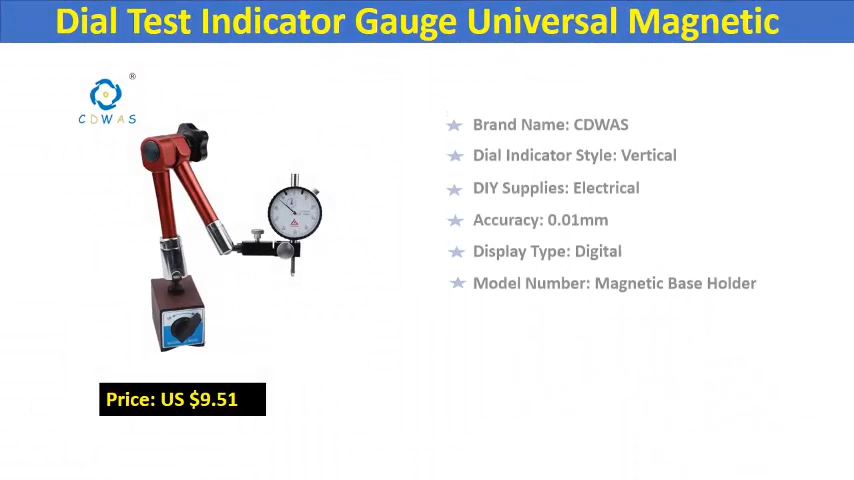 Dial Test Indicator Gauge Universal Magnetic
®
CDWAS
Brand Name: CDWAS
Dial Indicator Style: Vertical
DIY Supplies: Electrical
Accuracy: 0.01mm
Display Type: Digital
Model Number: Magnetic Base Holder
Price: US $9.51